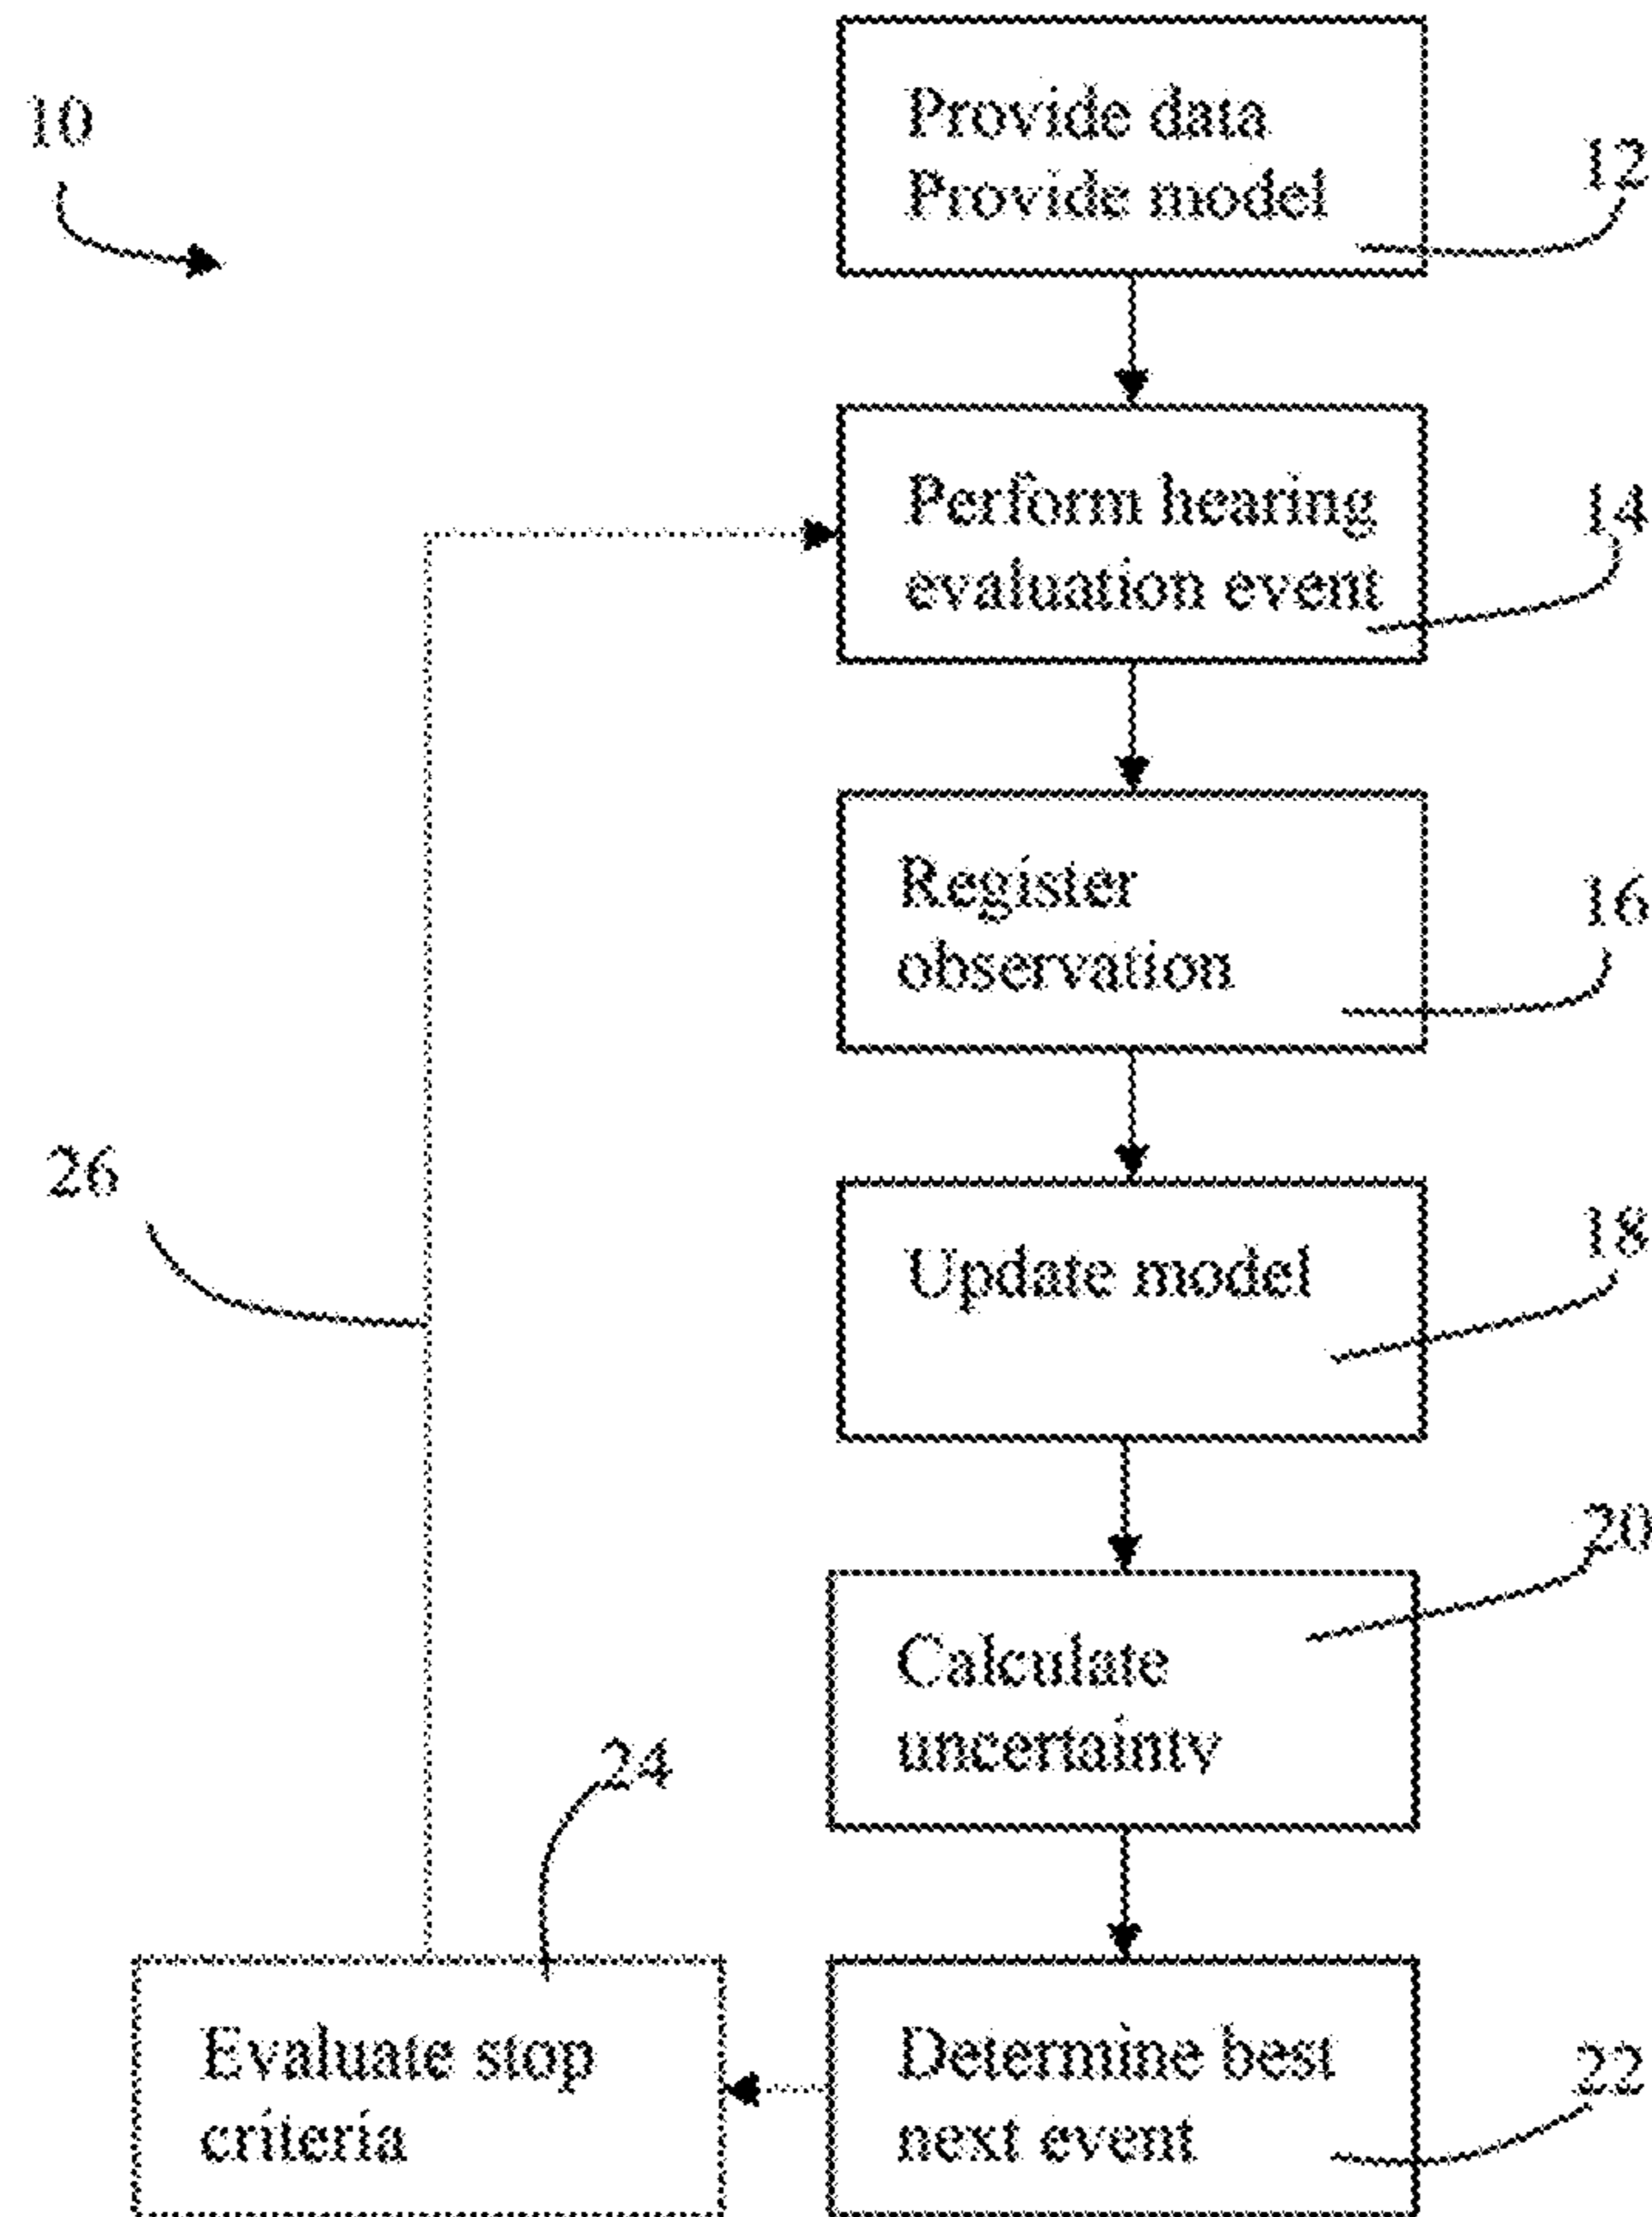 10
Provide data
Provide model
12
Perform hearing
evaluation event
14
Register
observation
16
26
Update model
18
Calculate
uncertainty
20
24
Evaluate stop
criteria
Determine best
next event
22